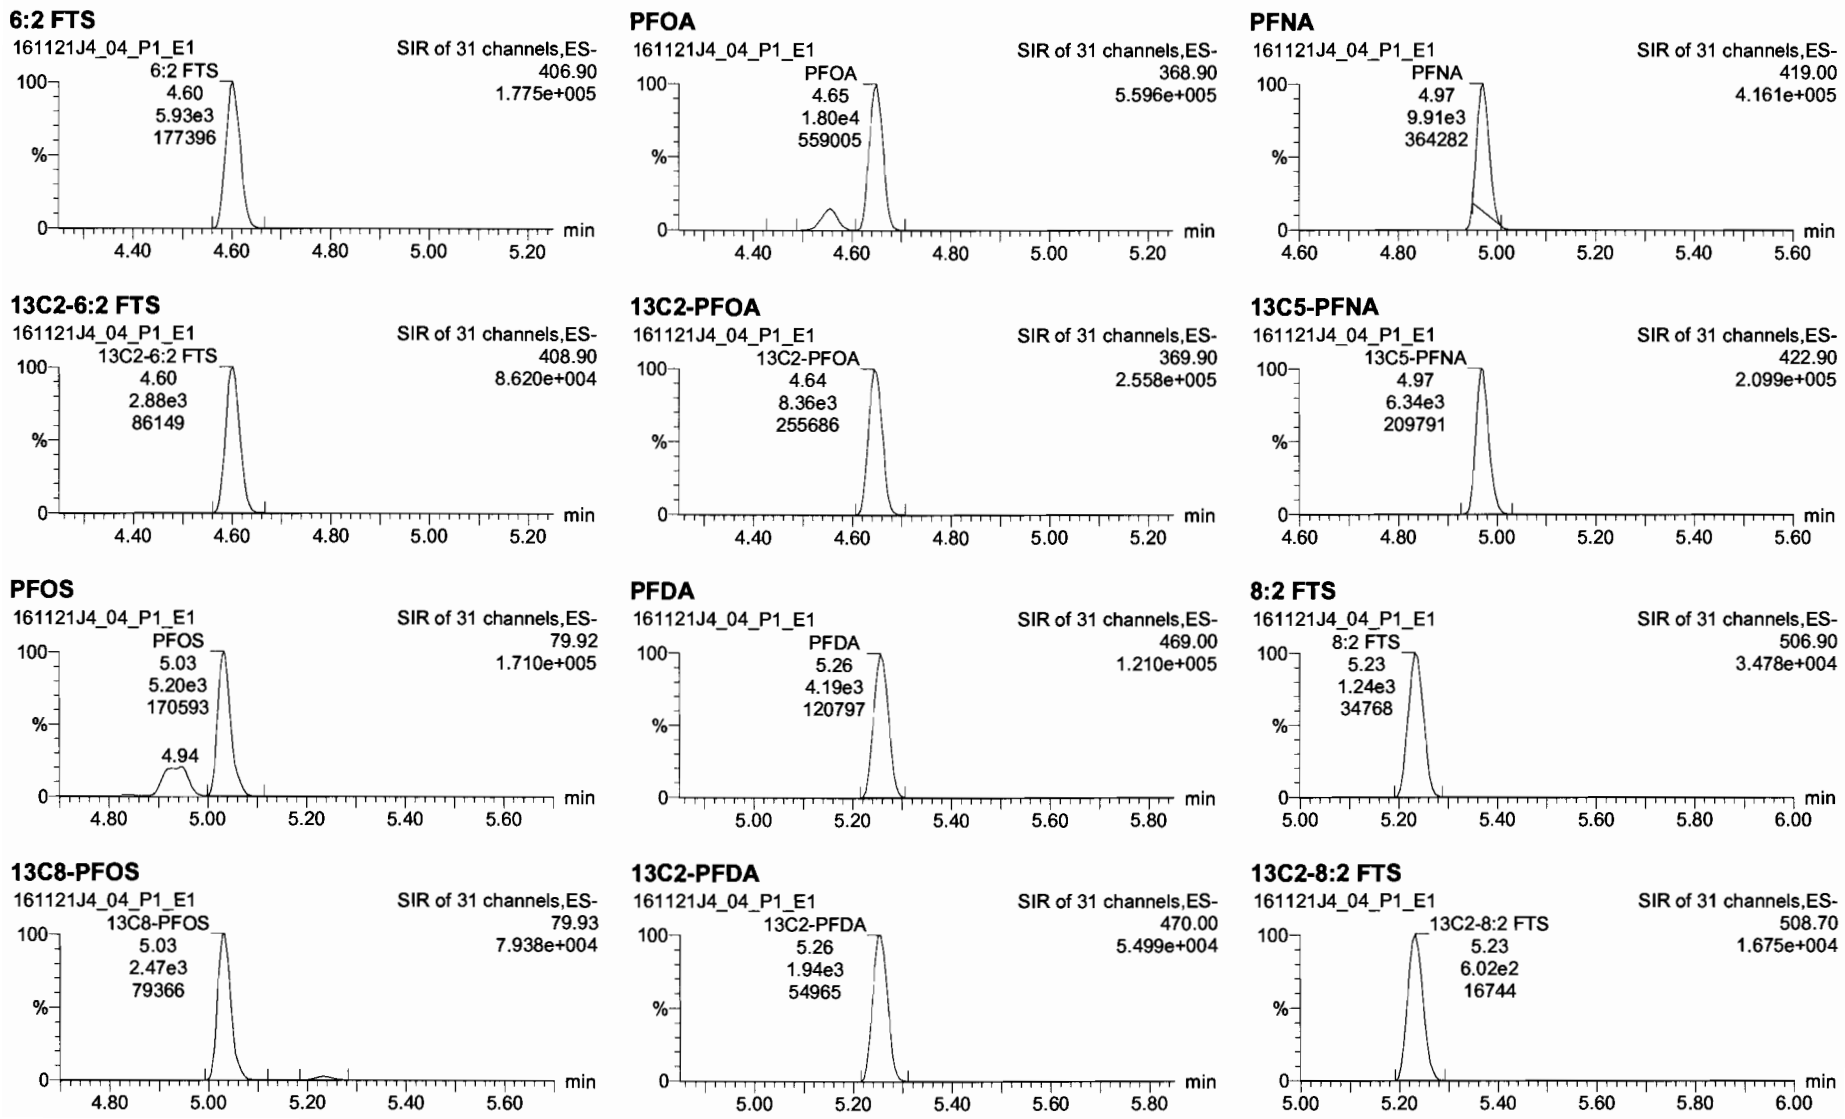 6:2 FTS
161121J4_04_P1_E1 SIR of 31 channels,ES-
406.90
1.775e+005
6:2 FTS
4.60
5.93e3
177396
100
%
0
4.40 4.60 4.80 5.00 5.20 min
PFOA
161121J4_04_P1_E1 SIR of 31 channels,ES-
368.90
5.596e+005
PFOA
4.65
1.80e4
559005
100
%
0
4.40 4.60 4.80 5.00 5.20 min
PFNA
161121J4_04_P1_E1 SIR of 31 channels,ES-
419.00
4.161e+005
PFNA
4.97
9.91e3
364282
100
%
0
4.60 4.80 5.00 5.20 5.40 5.60 min
13C2-6:2 FTS
161121J4_04_P1_E1 SIR of 31 channels,ES-
408.90
8.620e+004
13C2-6:2 FTS
4.60
2.88e3
86149
100
%
0
4.40 4.60 4.80 5.00 5.20 min
13C2-PFOA
161121J4_04_P1_E1 SIR of 31 channels,ES-
369.90
2.558e+005
13C2-PFOA
4.64
8.36e3
255686
100
%
0
4.40 4.60 4.80 5.00 5.20 min
13C5-PFNA
161121J4_04_P1_E1 SIR of 31 channels,ES-
422.90
2.099e+005
13C5-PFNA
4.97
6.34e3
209791
100
%
0
4.60 4.80 5.00 5.20 5.40 5.60 min
PFOS
161121J4_04_P1_E1 SIR of 31 channels,ES-
79.92
1.710e+005
PFOS
5.03
5.20e3
170593
4.94
100
%
0
4.80 5.00 5.20 5.40 5.60 min
PFDA
161121J4_04_P1_E1 SIR of 31 channels,ES-
469.00
1.210e+005
PFDA
5.26
4.19e3
120797
100
%
0
5.00 5.20 5.40 5.60 5.80 min
8:2 FTS
161121J4_04_P1_E1 SIR of 31 channels,ES-
506.90
3.478e+004
8:2 FTS
5.23
1.24e3
34768
100
%
0
5.00 5.20 5.40 5.60 5.80 6.00 min
13C8-PFOS
161121J4_04_P1_E1 SIR of 31 channels,ES-
79.93
7.938e+004
13C8-PFOS
5.03
2.47e3
79366
100
%
0
4.80 5.00 5.20 5.40 5.60 min
13C2-PFDA
161121J4_04_P1_E1 SIR of 31 channels,ES-
470.00
5.499e+004
13C2-PFDA
5.26
1.94e3
54965
100
%
0
5.00 5.20 5.40 5.60 5.80 min
13C2-8:2 FTS
161121J4_04_P1_E1 SIR of 31 channels,ES-
508.70
1.675e+004
13C2-8:2 FTS
5.23
6.02e2
16744
100
%
0
5.00 5.20 5.40 5.60 5.80 6.00 min